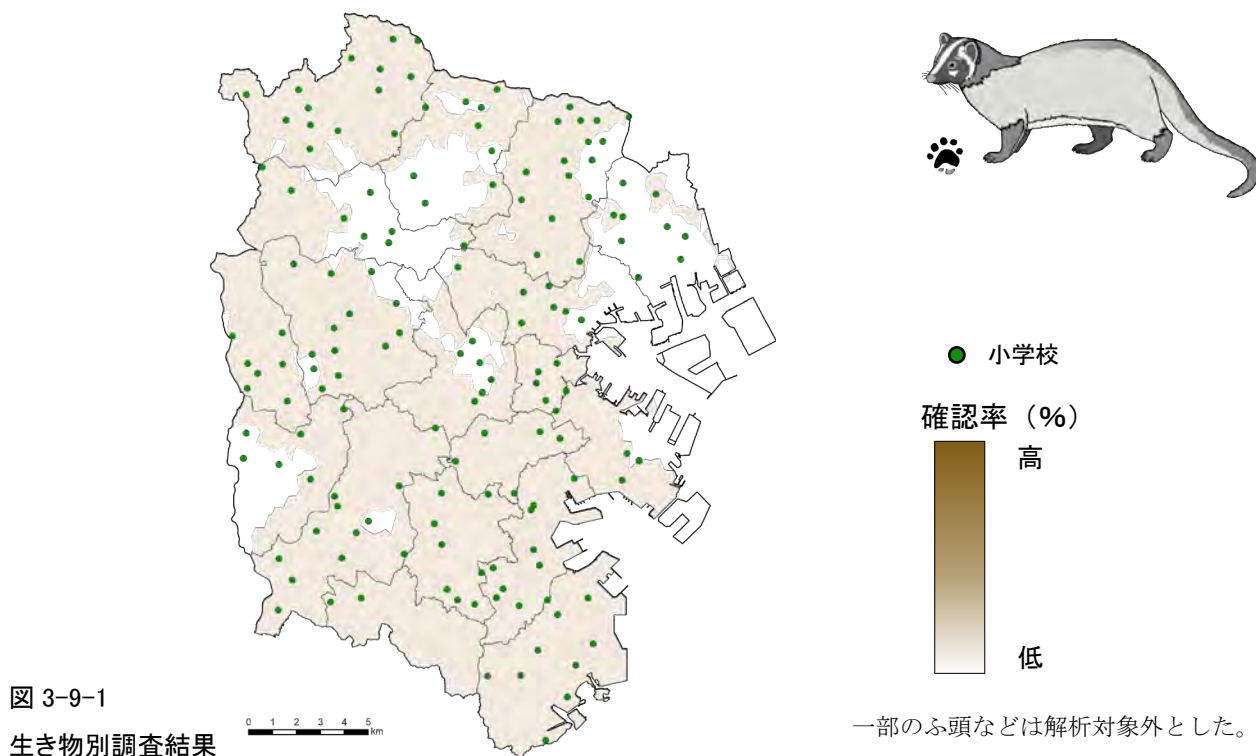 小学校
確認率（%）
高
低
図 3-9-1
生き物別調査結果
0 1 2 3 4 5
km
一部のふ頭などは解析対象外とした。